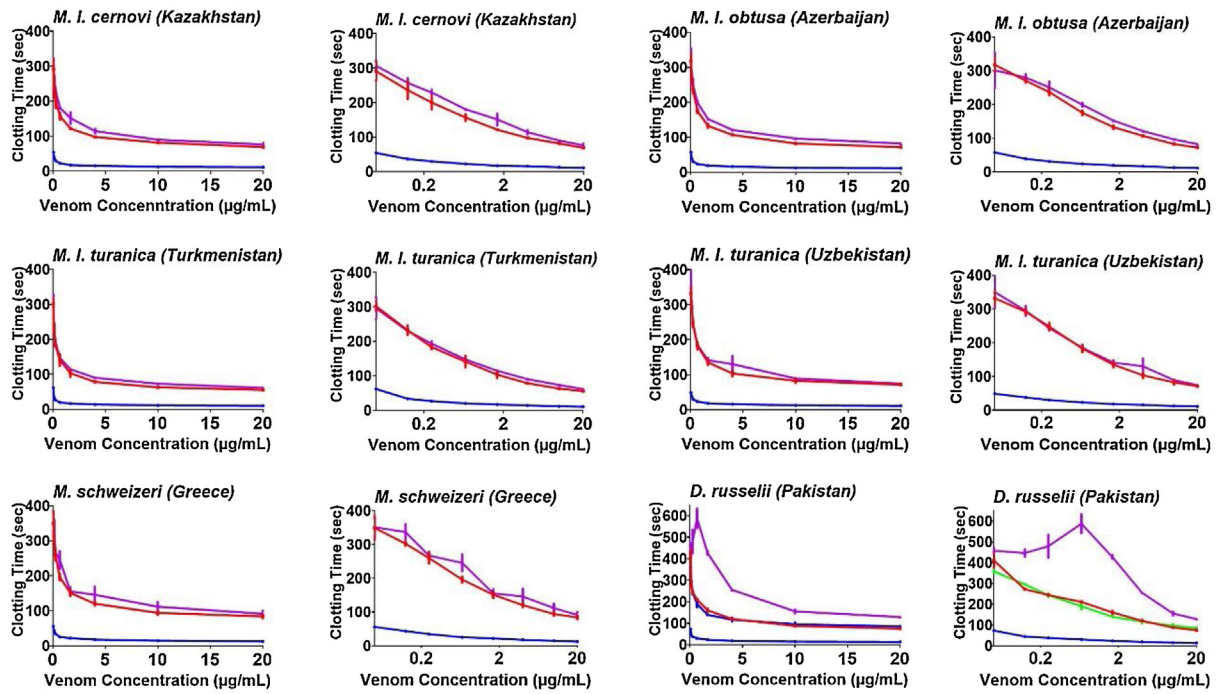 M. l. cernovi (Kazakhstan)
Clotting Time (sec)
400
300
200
100
0
0 5 10 15 20
Venom Concenntration (µg/mL)
M. l. cernovi (Kazakhstan)
Clotting Time (sec)
400
300
200
100
0
0.2 2 20
Venom Concentration (µg/mL)
M. l. obtusa (Azerbaijan)
Clotting Time (sec)
400
300
200
100
0
0 5 10 15 20
Venom Concentration (µg/mL)
M. l. obtusa (Azerbaijan)
Clotting Time (sec)
400
300
200
100
0
0.2 2 20
Venom Concentration (µg/mL)
M. l. turanica (Turkmenistan)
Clotting Time (sec)
400
300
200
100
0
0 5 10 15 20
Venom Concentration (µg/mL)
M. l. turanica (Turkmenistan)
Clotting Time (sec)
400
300
200
100
0
0.2 2 20
Venom Concentration (µg/mL)
M. l. turanica (Uzbekistan)
Clotting Time (sec)
400
300
200
100
0
0 5 10 15 20
Venom Concentration (µg/mL)
M. l. turanica (Uzbekistan)
Clotting Time (sec)
400
300
200
100
0
0.2 2 20
Venom Concentration (µg/mL)
M. schweizeri (Greece)
Clotting Time (sec)
400
300
200
100
0
0 5 10 15 20
Venom Concentration (µg/mL)
M. schweizeri (Greece)
Clotting Time (sec)
400
300
200
100
0
0.2 2 20
Venom Concentration (µg/mL)
D. russelii (Pakistan)
Clotting Time (sec)
600
500
400
300
200
100
0
0 5 10 15 20
Venom Concentration (µg/mL)
D. russelii (Pakistan)
Clotting Time (sec)
600
500
400
300
200
100
0
0.2 2 20
Venom Concentration (µg/mL)